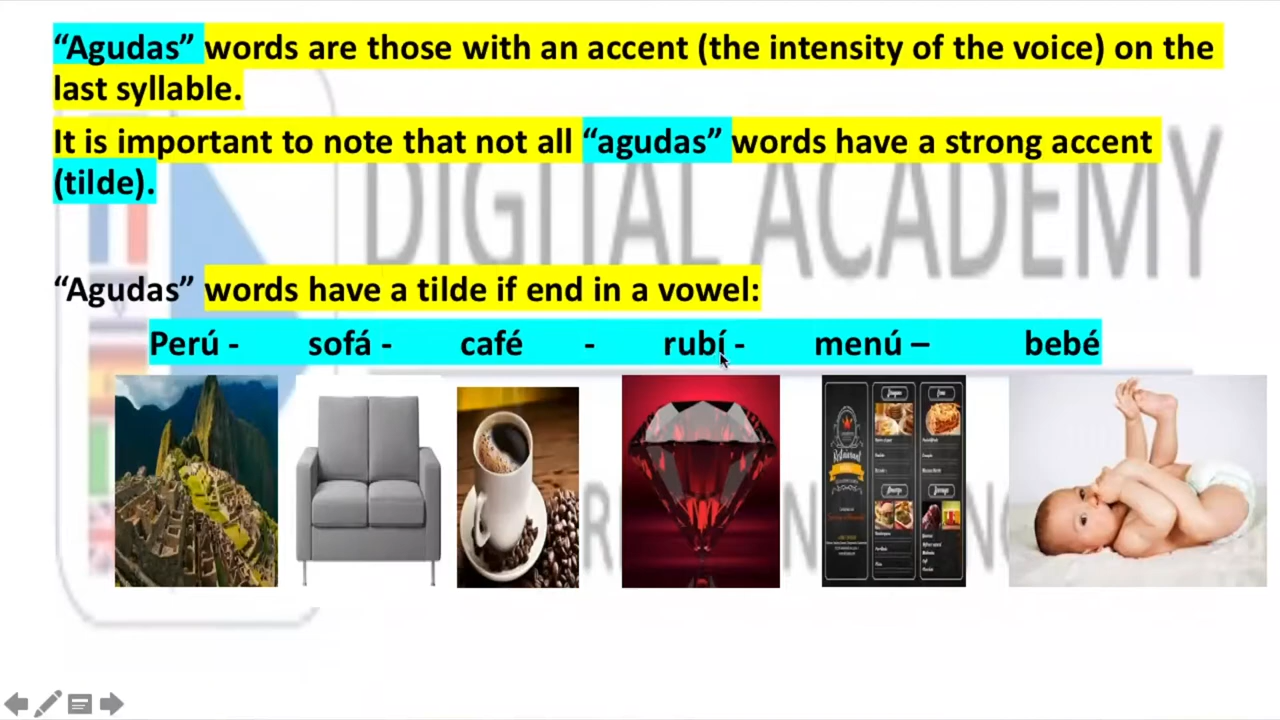 “Agudas” words are those with an accent (the intensity of the voice) on the
last syllable.
It is important to note that not all “agudas” words have a strong accent
(tilde).
DIGITAL ACADEMY
“Agudas” words have a tilde if end in a vowel:
Perú - sofá - café - rubí - menú – bebé
Restaurant